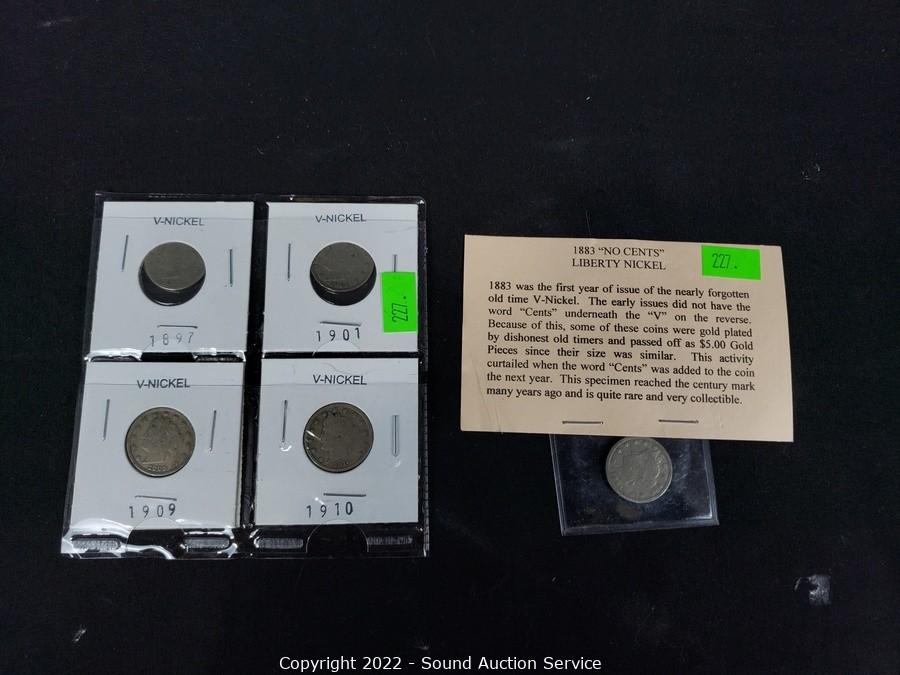 V-NICKEL
1897
V-NICKEL
1901
227.
V-NICKEL
1909
V-NICKEL
1910
1883 "NO CENTS"
LIBERTY NICKEL
227.
1883 was the first year of issue of the nearly forgotten
old time V-Nickel. The early issues did not have the
word "Cents" underneath the "V" on the reverse.
Because of this, some of these coins were gold plated
by dishonest old timers and passed off as $5.00 Gold
Pieces since their size was similar. This activity
curtailed when the word "Cents" was added to the coin
the next year. This specimen reached the century mark
many years ago and is quite rare and very collectible.
Copyright 2022 - Sound Auction Service